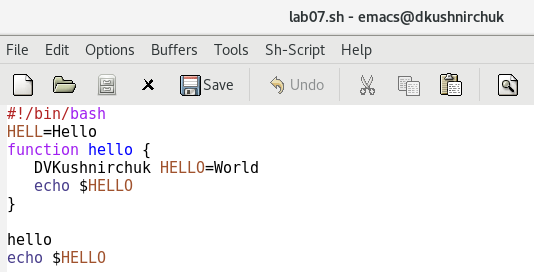 lab07.sh - emacs@dkushnirchuk
File Edit Options Buffers Tools Sh-Script Help
Save Undo
#!/bin/bash
HELL=Hello
function hello {
   DVKushnirchuk HELLO=World
   echo $HELLO
}
hello
echo $HELLO